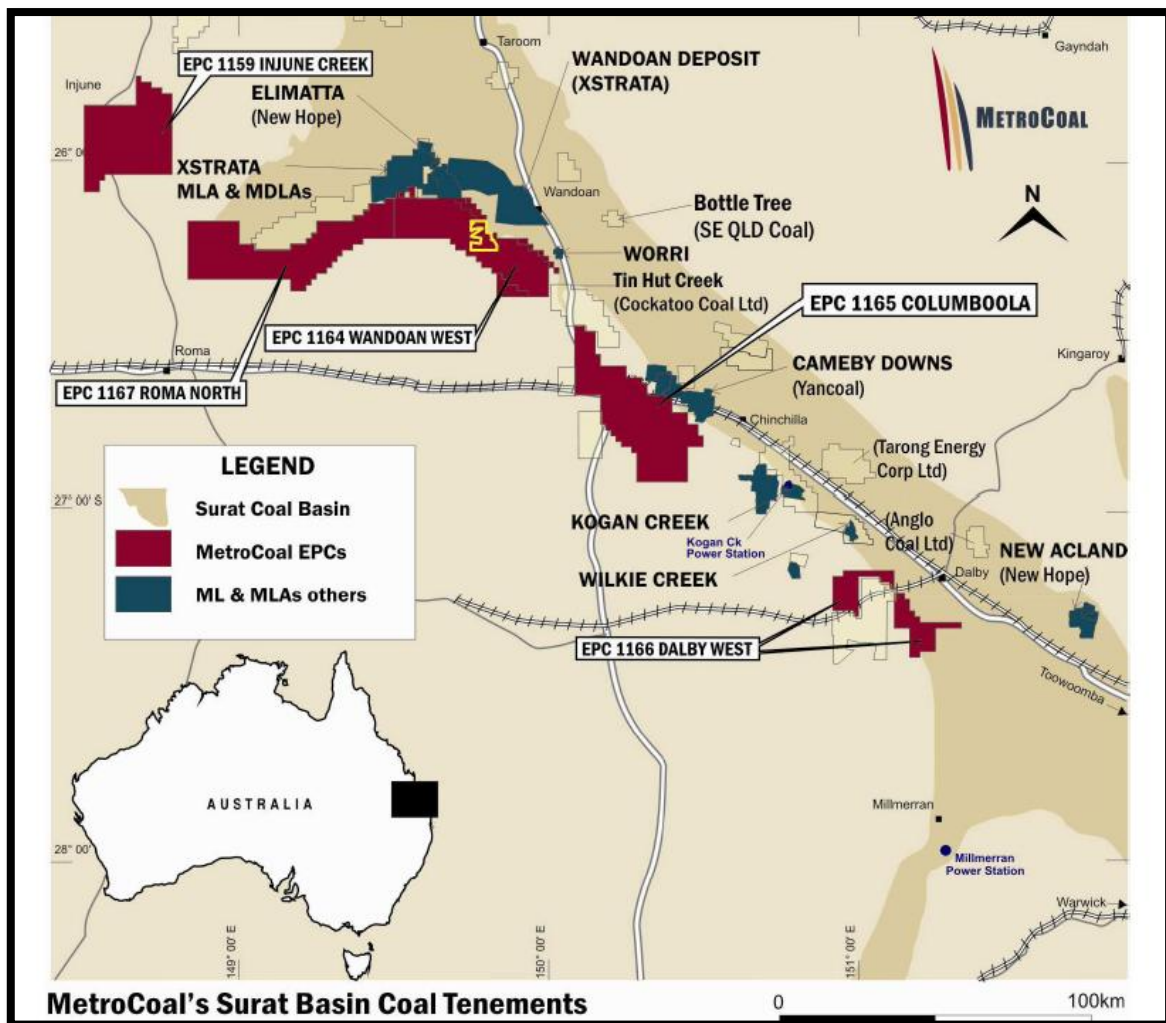 Taroom
Gayndah
EPC 1159 INJUNE CREEK
Injune
WANDOAN DEPOSIT
(XSTRATA)
ELIMATTA
(New Hope)
METROCOAL
26°
XSTRATA
MLA & MDLAs
Wandoan
N
Bottle Tree
(SE QLD Coal)
WORRI
Tin Hut Creek
(Cockatoo Coal Ltd)
EPC 1165 COLUMBOOLA
EPC 1164 WANDOAN WEST
Roma
Kingaroy
CAMEBY DOWNS
(Yancoal)
EPC 1167 ROMA NORTH
Chinchilla
LEGEND
Surat Coal Basin
MetroCoal EPCs
ML & MLAs others
(Tarong Energy
Corp Ltd)
27° 00' S
KOGAN CREEK
Kogan Ck
Power Station
(Anglo
Coal Ltd)
WILKIE CREEK
NEW ACLAND
(New Hope)
Dalby
EPC 1166 DALBY WEST
Toowoomba
AUSTRALIA
Millmerran
28° 00'
Millmerran
Power Station
Warwick
149° 00' E
150° 00' E
151° 00' E
MetroCoal's Surat Basin Coal Tenements
0
100km